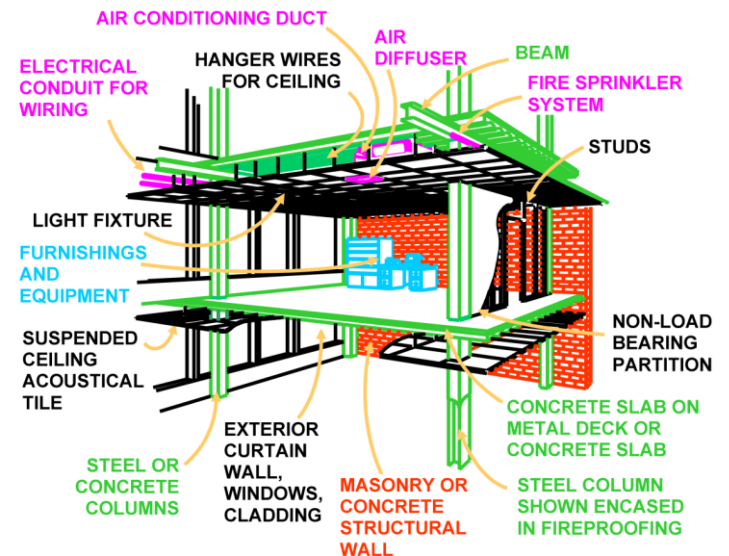 AIR CONDITIONING DUCT
AIR
DIFFUSER
BEAM
HANGER WIRES
FOR CEILING
ELECTRICAL
CONDUIT FOR
WIRING
FIRE SPRINKLER
SYSTEM
STUDS
LIGHT FIXTURE
FURNISHINGS
AND
EQUIPMENT
SUSPENDED
CEILING
ACOUSTICAL
TILE
NON-LOAD
BEARING
PARTITION
CONCRETE SLAB ON
METAL DECK OR
CONCRETE SLAB
STEEL OR
CONCRETE
COLUMNS
EXTERIOR
CURTAIN
WALL,
WINDOWS,
CLADDING
MASONRY OR
CONCRETE
STRUCTURAL
WALL
STEEL COLUMN
SHOWN ENCASED
IN FIREPROOFING